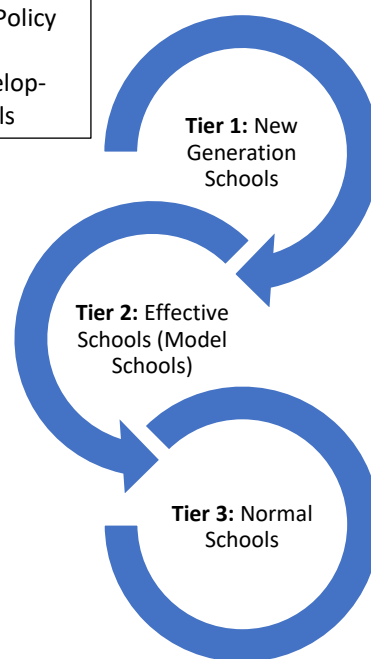 Policy
elop-
ls
Tier 1: New
Generation
Schools
Tier 2: Effective
Schools (Model
Schools)
Tier 3: Normal
Schools